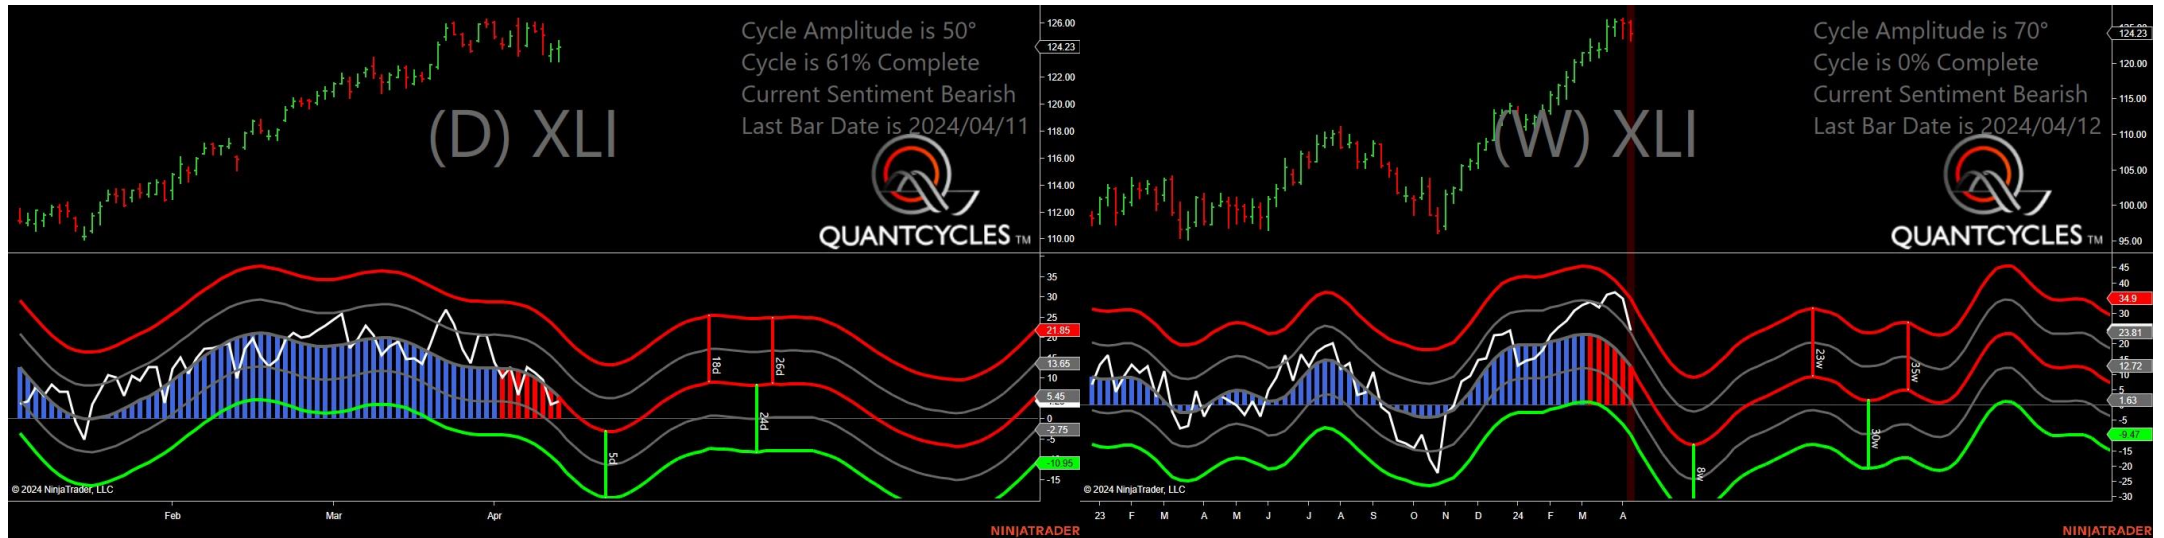 Cycle Amplitude is 50°
Cycle is 61% Complete
Current Sentiment Bearish
Last Bar Date is 2024/04/11
(D) XLI
QUANTCYCLES TM
126.00
124.23
122.00
120.00
118.00
116.00
114.00
112.00
110.00
35
30
25
21.85
20
15
13.65
10
5.45
0
-2.75
-5
-10.95
-15
18d
26d
24d
5d
© 2024 NinjaTrader, LLC
Feb
Mar
Apr
NINJATRADER
Cycle Amplitude is 70°
Cycle is 0% Complete
Current Sentiment Bearish
Last Bar Date is 2024/04/12
(W) XLI
QUANTCYCLES TM
125.00
124.23
120.00
115.00
110.00
105.00
100.00
95.00
45
40
34.9
30
23.81
20
12.72
10
5
1.63
-5
-9.47
-15
-20
-25
-30
23w
35w
30w
8w
© 2024 NinjaTrader, LLC
23
F
M
A
M
J
J
A
S
O
N
D
24
F
M
A
NINJATRADER